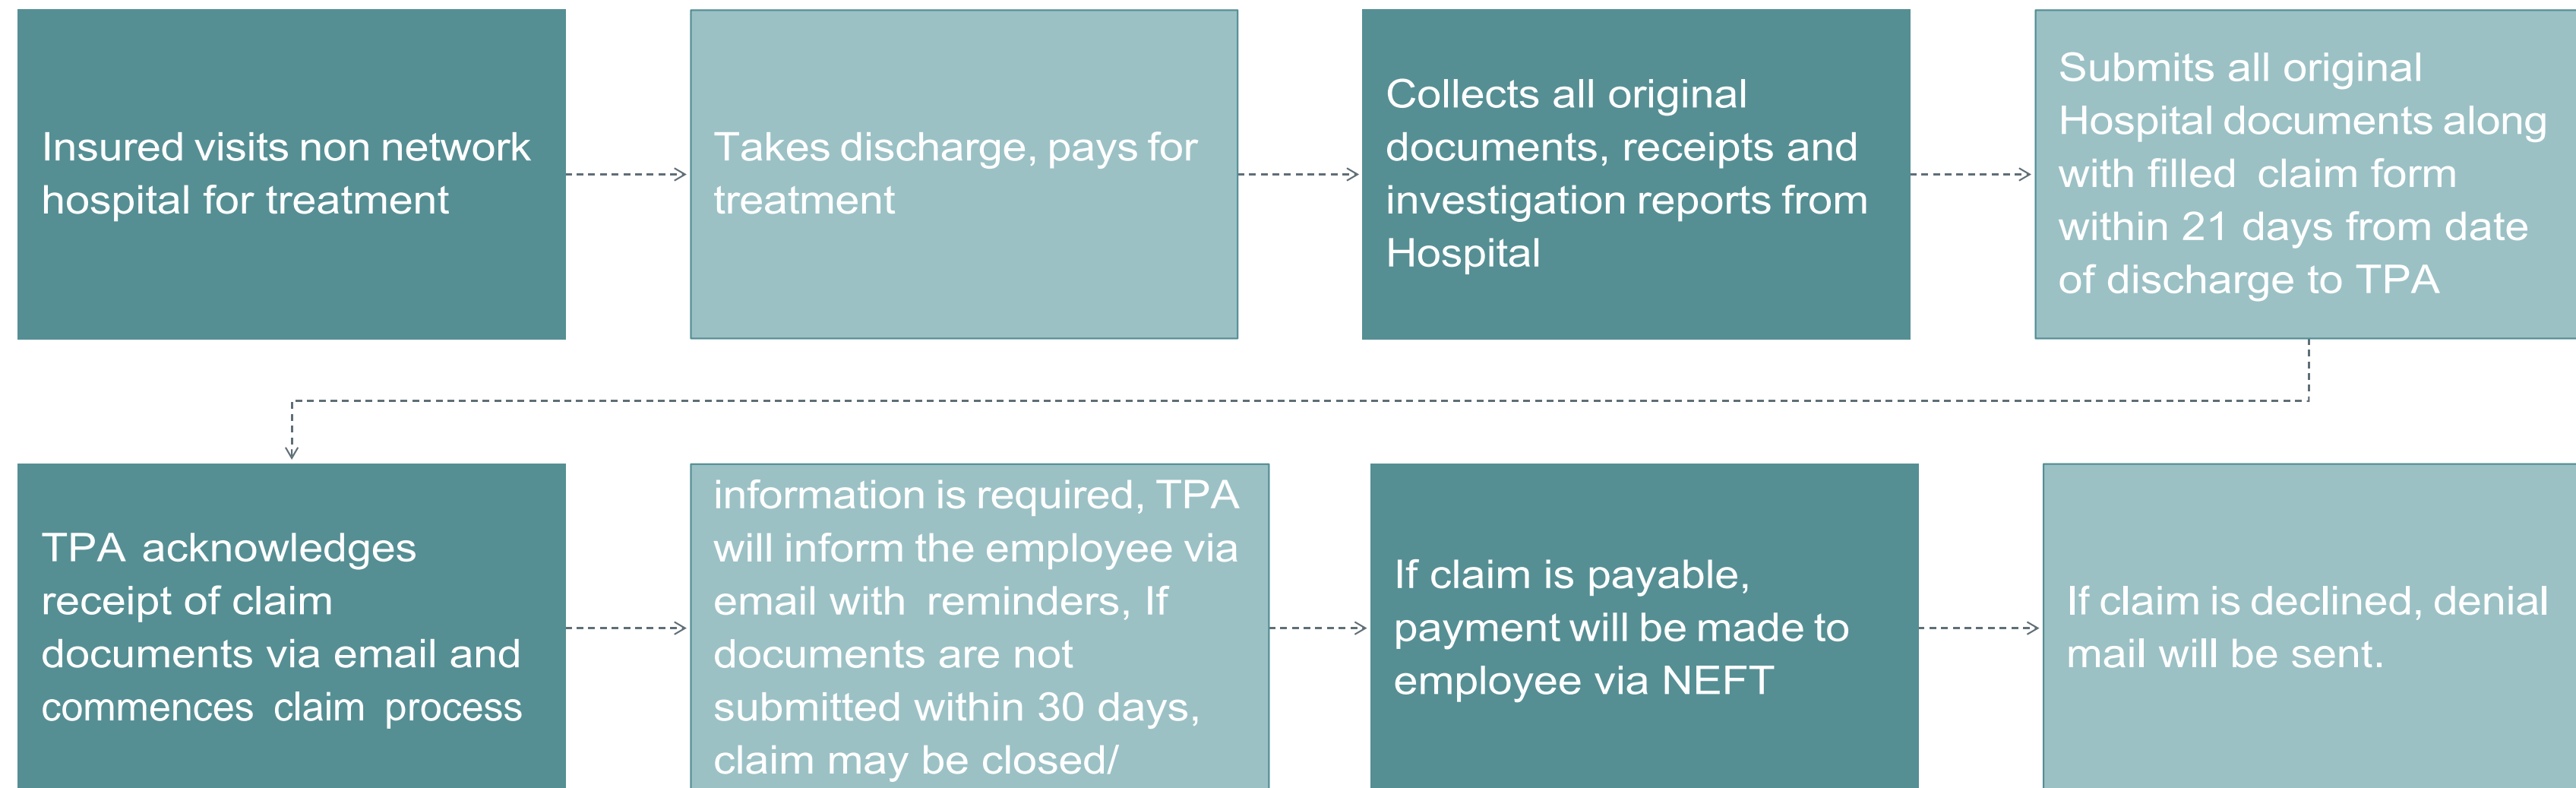 Insured visits non network
hospital for treatment
Takes discharge, pays for
treatment
Collects all original
documents, receipts and
investigation reports from
Hospital
Submits all original
Hospital documents along
with filled claim form
within 21 days from date
of discharge to TPA
TPA acknowledges
receipt of claim
documents via email and
commences claim process
information is required, TPA
will inform the employee via
email with reminders, If
documents are not
submitted within 30 days,
claim may be closed/
If claim is payable,
payment will be made to
employee via NEFT
If claim is declined, denial
mail will be sent.